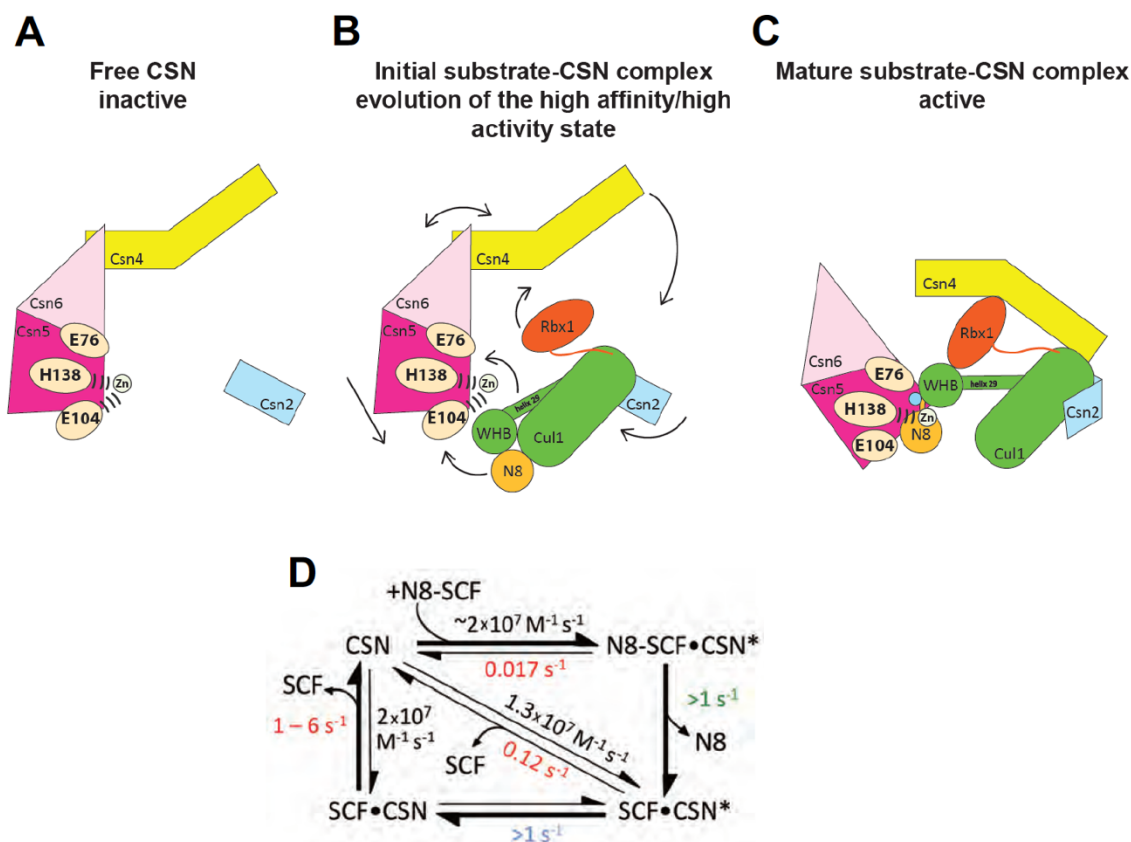 A
Free CSN
inactive
Csn4
Csn6
Csn5
E76
H138
Zn
E104
Csn2
B
Initial substrate-CSN complex
evolution of the high affinity/high
activity state
Csn4
Csn6
Csn5
E76
Rbx1
H138
Zn
E104
helix 29
Csn2
WHB
Cul1
N8
C
Mature substrate-CSN complex
active
Csn4
Rbx1
Csn6
E76
WHB
Csn5
Csn2
H138
Zn
N8
E104
Cul1
D
+N8-SCF
~2×10⁷ M⁻¹ s⁻¹
CSN
N8-SCF•CSN*
0.017 s⁻¹
SCF
1 – 6 s⁻¹
2×10⁷
M⁻¹ s⁻¹
1.3×10⁷ M⁻¹s⁻¹
0.12 s⁻¹
SCF
>1 s⁻¹
N8
SCF•CSN
SCF•CSN*
>1 s⁻¹